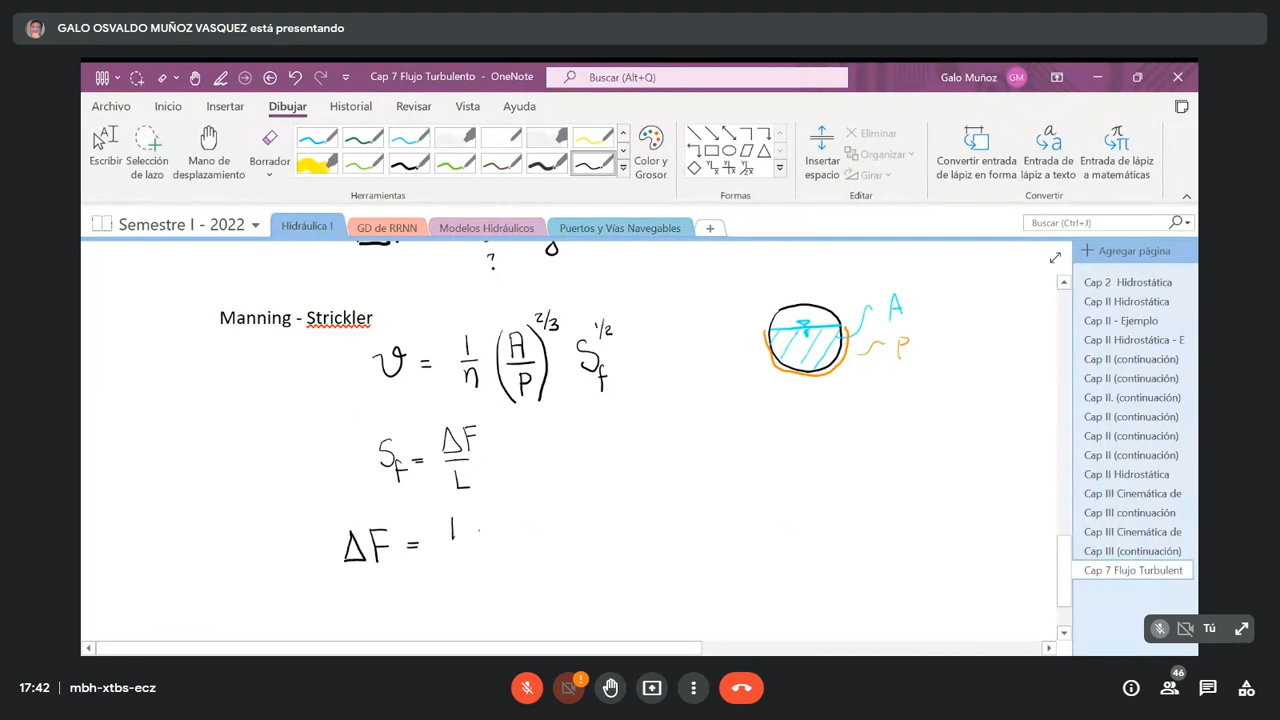 GALO OSVALDO MUÑOZ VASQUEZ está presentando
Cap 7 Flujo Turbulento - OneNote
Buscar (Alt+Q)
Galo Muñoz GM
Archivo Inicio Insertar Dibujar Historial Revisar Vista Ayuda
Escribir
Selección de lazo
Mano de desplazamiento
Borrador
Color y Grosor
Insertar espacio
Eliminar
Organizar
Girar
Convertir entrada de lápiz en forma
Entrada de lápiz a texto
Entrada de lápiz a matemáticas
Herramientas Formas Editar Convertir
Semestre I - 2022
Hidráulica I GD de RRNN Modelos Hidráulicos Puertos y Vías Navegables +
Buscar (Ctrl+J)
?
Manning - Strickler
v = 1/n (A/P)^2/3 S_f^1/2
A
P
S_f = ΔF/L
ΔF = 1
Agregar página
Cap 2 Hidrostática
Cap II Hidrostática
Cap II - Ejemplo
Cap II Hidrostática - E
Cap II (continuación)
Cap II (continuación)
Cap II. (continuación)
Cap II (continuación)
Cap II (continuación)
Cap II (continuación)
Cap II Hidrostática
Cap III Cinemática de
Cap III continuación
Cap III Cinemática de
Cap III (continuación)
Cap 7 Flujo Turbulent
Tú
17:42 mbh-xtbs-ecz
46